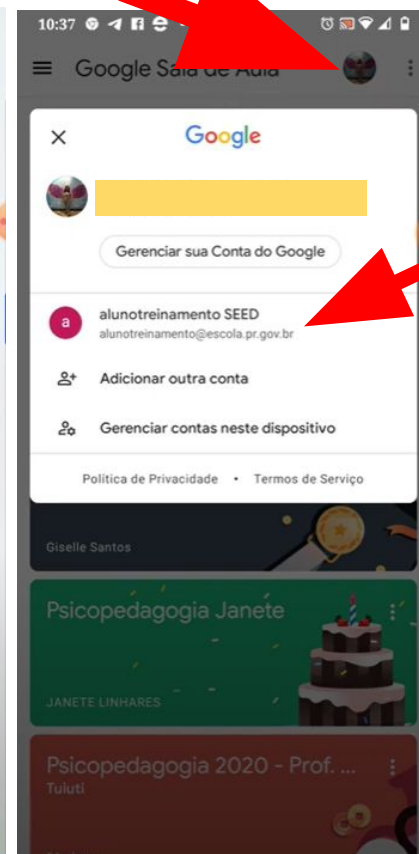 10:37
Google Sala de Aula
Google
Gerenciar sua Conta do Google
a
alunotreinamento SEED
alunotreinamento@escola.pr.gov.br
Adicionar outra conta
Gerenciar contas neste dispositivo
Política de Privacidade • Termos de Serviço
Giselle Santos
Psicopedagogia Janete
JANETE LINHARES
Psicopedagogia 2020 - Prof. ...
Tuiuti